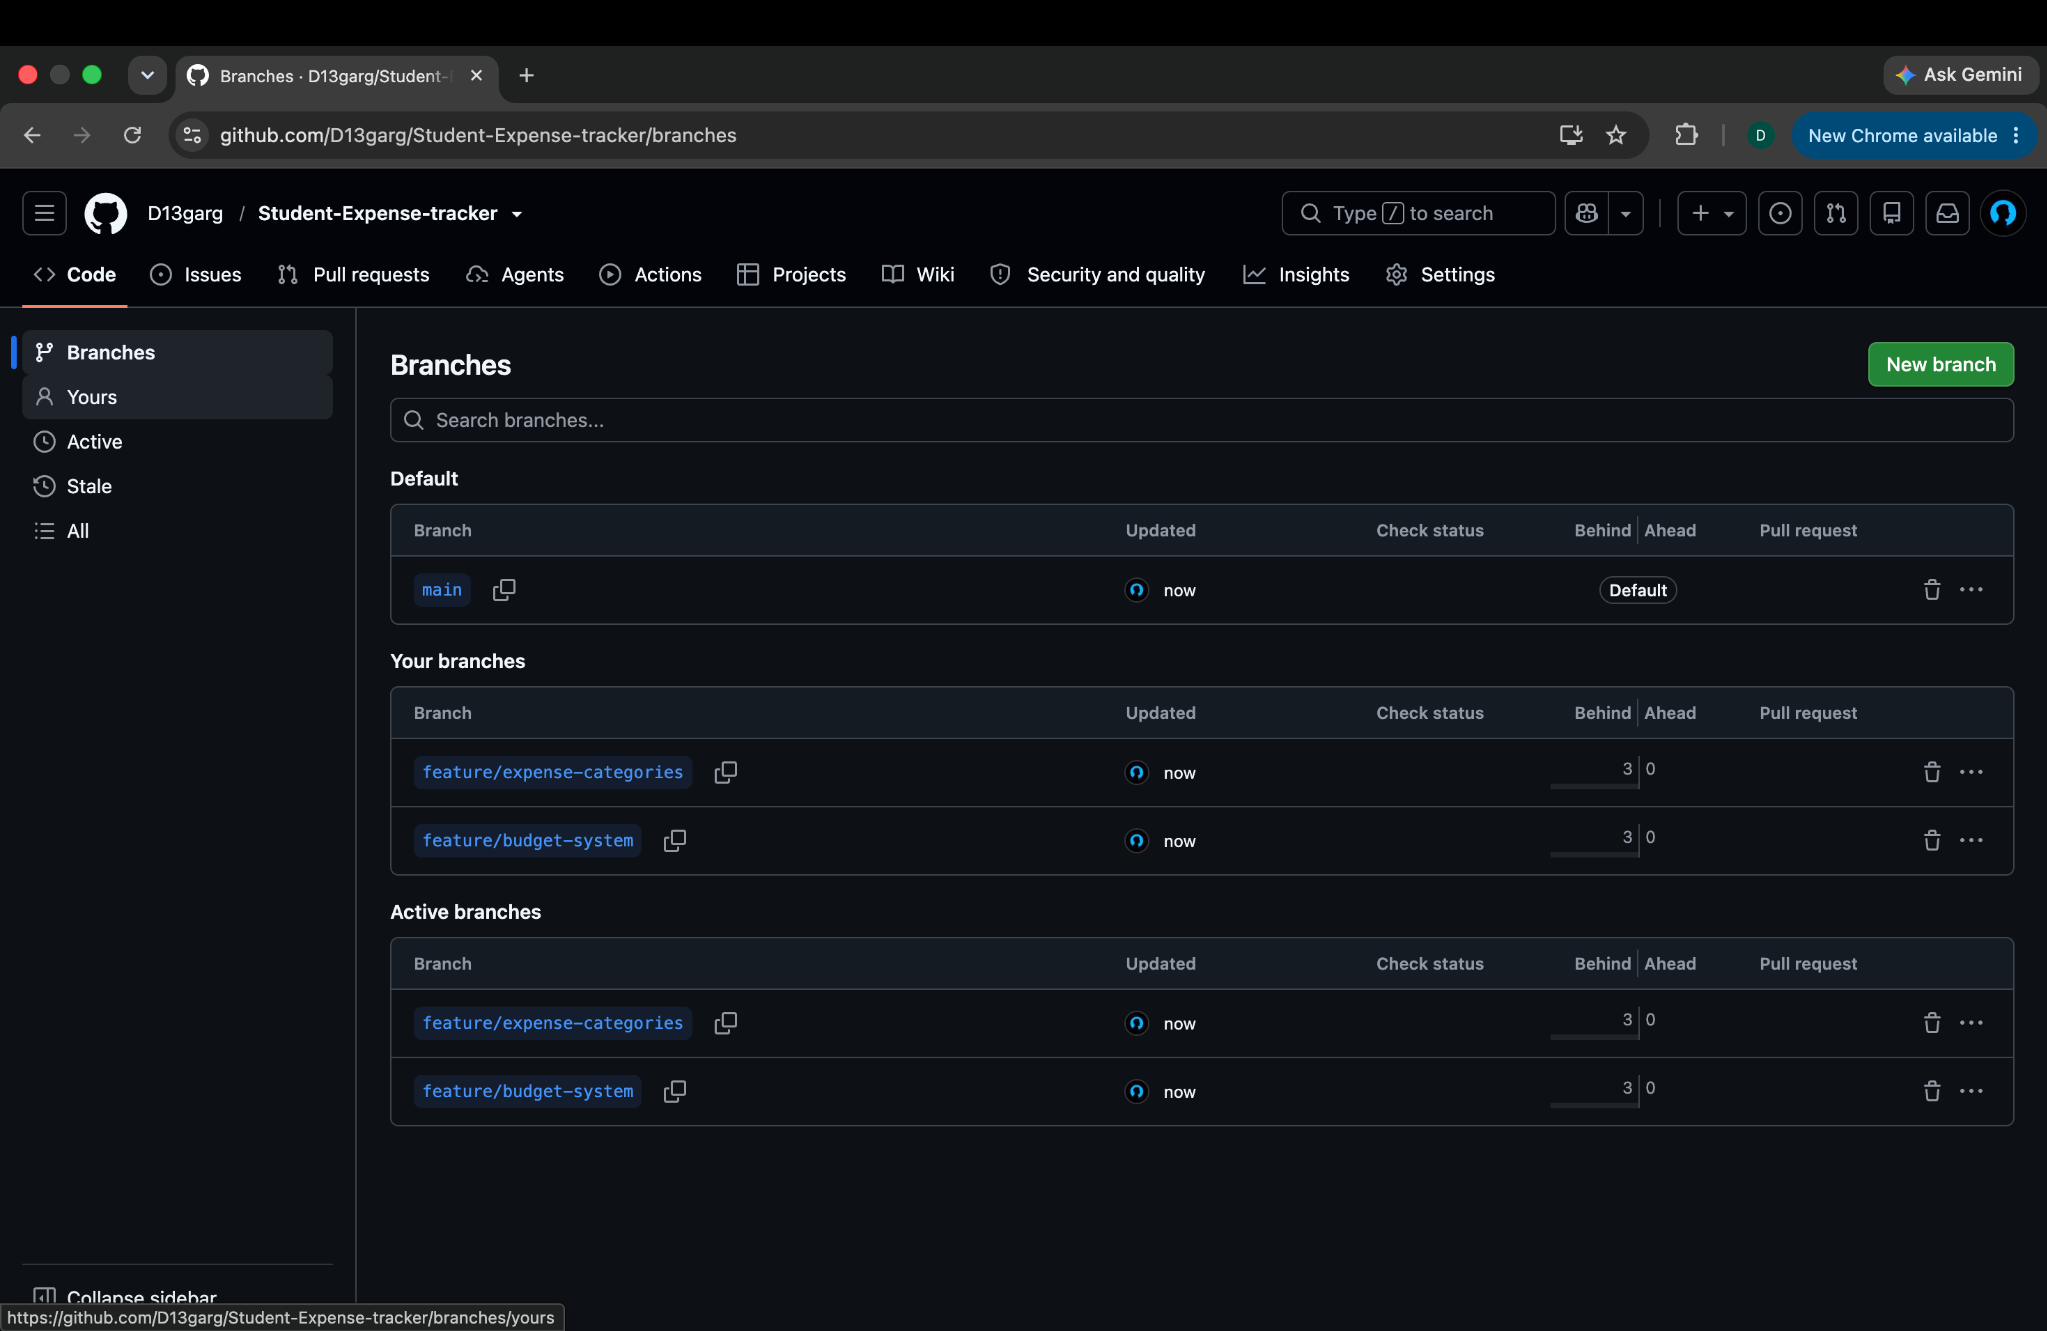 Branches · D13garg/Student-
Ask Gemini
github.com/D13garg/Student-Expense-tracker/branches
D
New Chrome available
D13garg / Student-Expense-tracker
Type / to search
Code
Issues
Pull requests
Agents
Actions
Projects
Wiki
Security and quality
Insights
Settings
Branches
Yours
Active
Stale
All
Branches
New branch
Search branches...
Default
Branch Updated Check status Behind Ahead Pull request
main now Default
Your branches
Branch Updated Check status Behind Ahead Pull request
feature/expense-categories now 3 0
feature/budget-system now 3 0
Active branches
Branch Updated Check status Behind Ahead Pull request
feature/expense-categories now 3 0
feature/budget-system now 3 0
Collapse sidebar
https://github.com/D13garg/Student-Expense-tracker/branches/yours